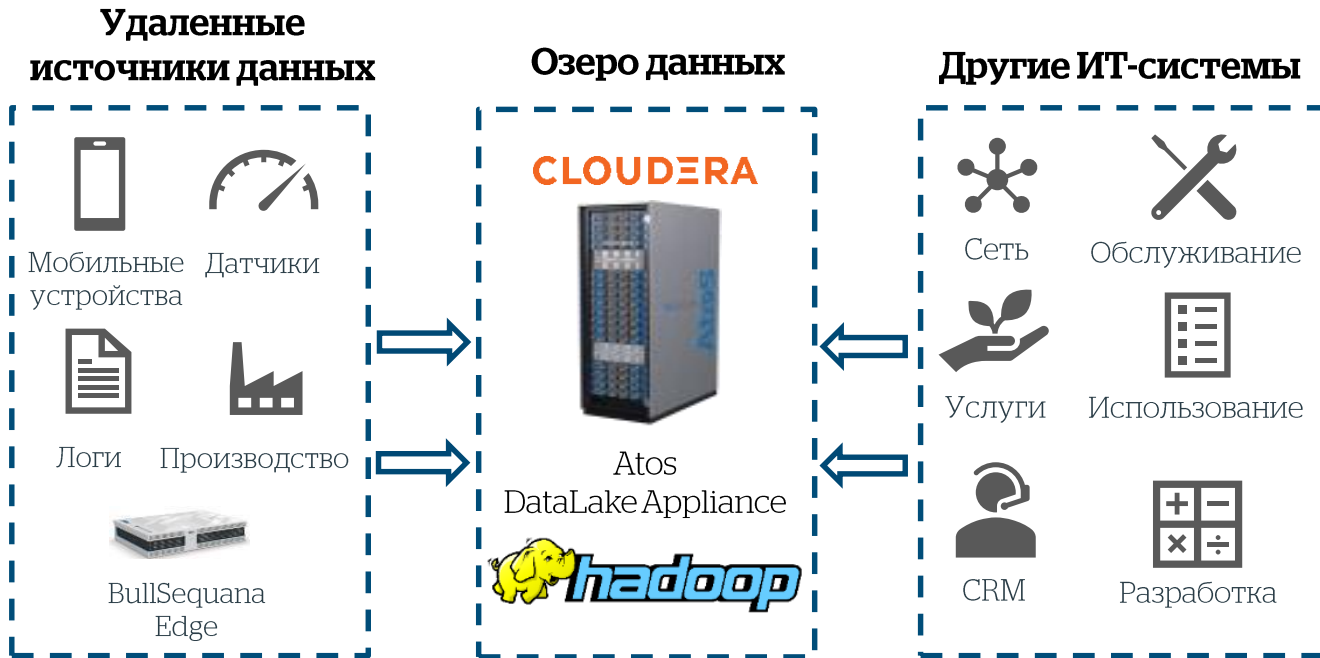 Удаленные
источники данных
Озеро данных
Другие ИТ-системы
Мобильные
устройства
Датчики
Логи
Производство
BullSequana
Edge
CLOUDERA
Atos
Atos
DataLake Appliance
hadoop
Сеть
Обслуживание
Услуги
Использование
CRM
Разработка